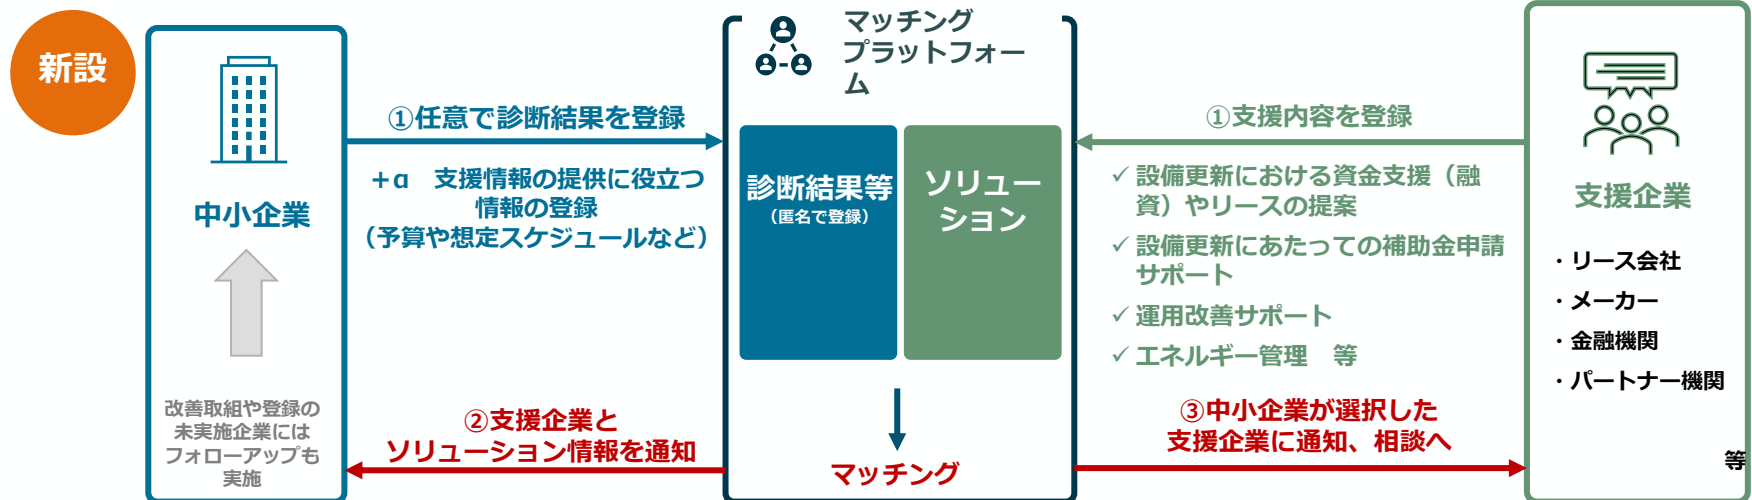 新設
中小企業
改善取組や登録の
未実施企業には
フォローアップも
実施
①任意で診断結果を登録
＋α　支援情報の提供に役立つ
情報の登録
（予算や想定スケジュールなど）
②支援企業と
ソリューション情報を通知
マッチング
プラットフォー
ム
診断結果等
（匿名で登録）
ソリュー
ション
マッチング
①支援内容を登録
✓ 設備更新における資金支援（融
資）やリースの提案
✓ 設備更新にあたっての補助金申請
サポート
✓ 運用改善サポート
✓ エネルギー管理　等
③中小企業が選択した
支援企業に通知、相談へ
支援企業
・リース会社
・メーカー
・金融機関
・パートナー機関
等